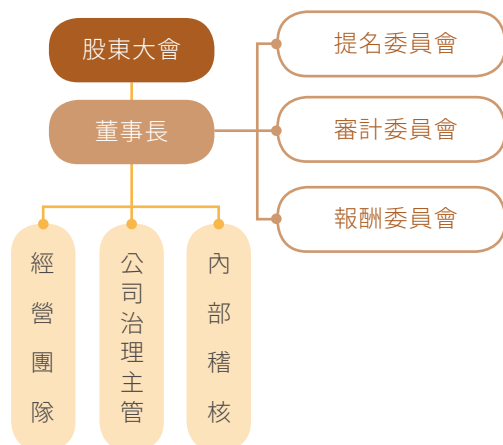 股東大會
董事長
提名委員會
審計委員會
報酬委員會
經營團隊
公司治理主管
內部稽核